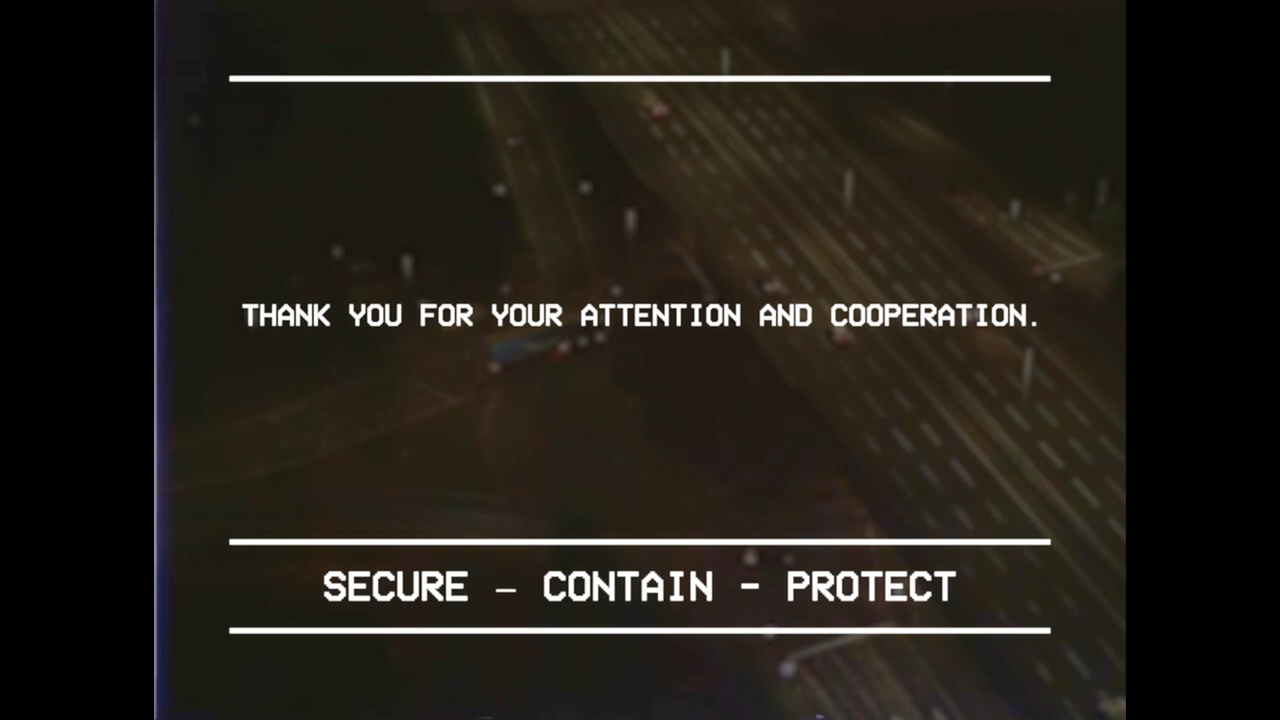 THANK YOU FOR YOUR ATTENTION AND COOPERATION.
SECURE – CONTAIN - PROTECT